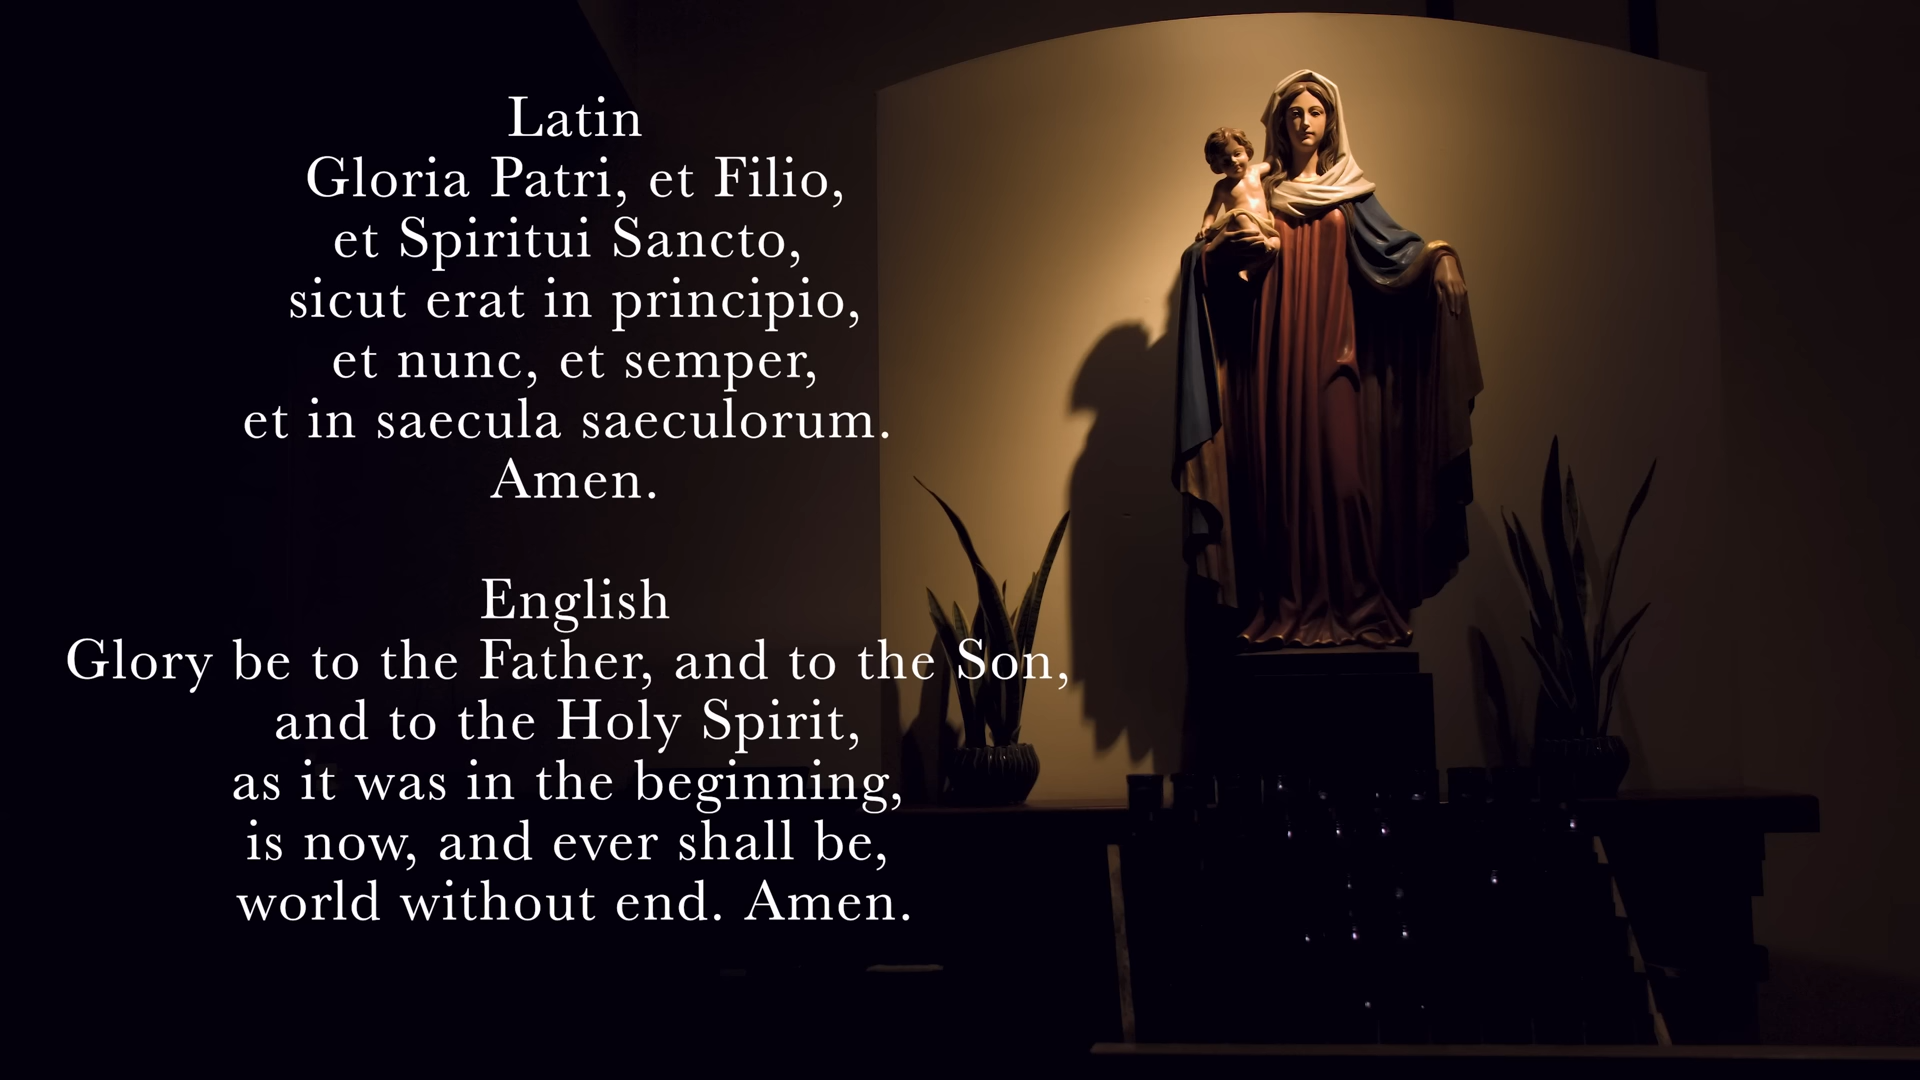 Latin
Gloria Patri, et Filio,
et Spiritui Sancto,
sicut erat in principio,
et nunc, et semper,
et in saecula saeculorum.
Amen.
English
Glory be to the Father, and to the Son,
and to the Holy Spirit,
as it was in the beginning,
is now, and ever shall be,
world without end. Amen.